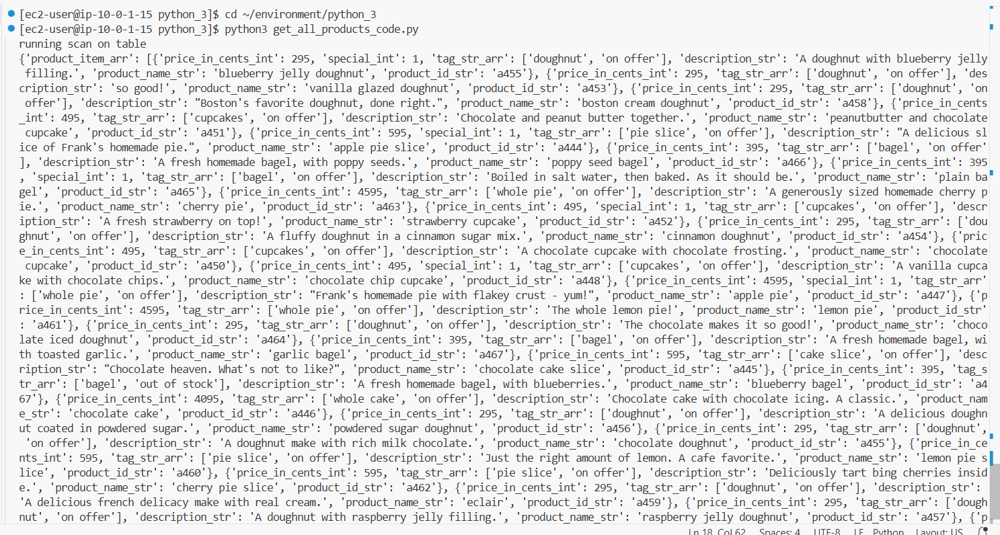 [ec2-user@ip-10-0-1-15 python_3]$ cd ~/environment/python_3
[ec2-user@ip-10-0-1-15 python_3]$ python3 get_all_products_code.py
running scan on table
{'product_item_arr': [{'price_in_cents_int': 295, 'special_int': 1, 'tag_str_arr': ['doughnut', 'on offer'], 'description_str': 'A doughnut with blueberry jelly
 filling.', 'product_name_str': 'blueberry jelly doughnut', 'product_id_str': 'a455'}, {'price_in_cents_int': 295, 'tag_str_arr': ['doughnut', 'on offer'], 'des
cription_str': 'so good!', 'product_name_str': 'vanilla glazed doughnut', 'product_id_str': 'a453'}, {'price_in_cents_int': 295, 'tag_str_arr': ['doughnut', 'on
 offer'], 'description_str': "Boston's favorite doughnut, done right.", 'product_name_str': 'boston cream doughnut', 'product_id_str': 'a458'}, {'price_in_cents
_int': 495, 'tag_str_arr': ['cupcakes', 'on offer'], 'description_str': 'Chocolate and peanut butter together.', 'product_name_str': 'peanutbutter and chocolate
 cupcake', 'product_id_str': 'a451'}, {'price_in_cents_int': 595, 'special_int': 1, 'tag_str_arr': ['pie slice', 'on offer'], 'description_str': "A delicious sl
ice of Frank's homemade pie.", 'product_name_str': 'apple pie slice', 'product_id_str': 'a444'}, {'price_in_cents_int': 395, 'tag_str_arr': ['bagel', 'on offer'
], 'description_str': 'A fresh homemade bagel, with poppy seeds.', 'product_name_str': 'poppy seed bagel', 'product_id_str': 'a466'}, {'price_in_cents_int': 395
, 'special_int': 1, 'tag_str_arr': ['bagel', 'on offer'], 'description_str': 'Boiled in salt water, then baked. As it should be.', 'product_name_str': 'plain ba
gel', 'product_id_str': 'a465'}, {'price_in_cents_int': 4595, 'tag_str_arr': ['whole pie', 'on offer'], 'description_str': 'A generously sized homemade cherry p
ie.', 'product_name_str': 'cherry pie', 'product_id_str': 'a463'}, {'price_in_cents_int': 495, 'special_int': 1, 'tag_str_arr': ['cupcakes', 'on offer'], 'descr
iption_str': 'A fresh strawberry on top!', 'product_name_str': 'strawberry cupcake', 'product_id_str': 'a452'}, {'price_in_cents_int': 295, 'tag_str_arr': ['dou
ghnut', 'on offer'], 'description_str': 'A fluffy doughnut in a cinnamon sugar mix.', 'product_name_str': 'cinnamon doughnut', 'product_id_str': 'a454'}, {'pric
e_in_cents_int': 495, 'tag_str_arr': ['cupcakes', 'on offer'], 'description_str': 'A chocolate cupcake with chocolate frosting.', 'product_name_str': 'chocolate
 cupcake', 'product_id_str': 'a450'}, {'price_in_cents_int': 495, 'special_int': 1, 'tag_str_arr': ['cupcakes', 'on offer'], 'description_str': 'A vanilla cupca
ke with chocolate chips.', 'product_name_str': 'chocolate chip cupcake', 'product_id_str': 'a448'}, {'price_in_cents_int': 4595, 'special_int': 1, 'tag_str_arr'
: ['whole pie', 'on offer'], 'description_str': "Frank's homemade pie with flakey crust - yum!", 'product_name_str': 'apple pie', 'product_id_str': 'a447'}, {'p
rice_in_cents_int': 4595, 'tag_str_arr': ['whole pie', 'on offer'], 'description_str': 'The whole lemon pie!', 'product_name_str': 'lemon pie', 'product_id_str'
: 'a461'}, {'price_in_cents_int': 295, 'tag_str_arr': ['doughnut', 'on offer'], 'description_str': 'The chocolate makes it so good!', 'product_name_str': 'choco
late iced doughnut', 'product_id_str': 'a464'}, {'price_in_cents_int': 395, 'tag_str_arr': ['bagel', 'on offer'], 'description_str': 'A fresh homemade bagel, wi
th toasted garlic.', 'product_name_str': 'garlic bagel', 'product_id_str': 'a467'}, {'price_in_cents_int': 595, 'tag_str_arr': ['cake slice', 'on offer'], 'desc
ription_str': "Chocolate heaven. What's not to like?", 'product_name_str': 'chocolate cake slice', 'product_id_str': 'a445'}, {'price_in_cents_int': 395, 'tag_s
tr_arr': ['bagel', 'out of stock'], 'description_str': 'A fresh homemade bagel, with blueberries.', 'product_name_str': 'blueberry bagel', 'product_id_str': 'a4
67'}, {'price_in_cents_int': 4095, 'tag_str_arr': ['whole cake', 'on offer'], 'description_str': 'Chocolate cake with chocolate icing. A classic.', 'product_nam
e_str': 'chocolate cake', 'product_id_str': 'a446'}, {'price_in_cents_int': 295, 'tag_str_arr': ['doughnut', 'on offer'], 'description_str': 'A delicious doughn
ut coated in powdered sugar.', 'product_name_str': 'powdered sugar doughnut', 'product_id_str': 'a456'}, {'price_in_cents_int': 295, 'tag_str_arr': ['doughnut',
 'on offer'], 'description_str': 'A doughnut make with rich milk chocolate.', 'product_name_str': 'chocolate doughnut', 'product_id_str': 'a455'}, {'price_in_ce
nts_int': 595, 'tag_str_arr': ['pie slice', 'on offer'], 'description_str': 'Just the right amount of lemon. A cafe favorite.', 'product_name_str': 'lemon pie s
lice', 'product_id_str': 'a460'}, {'price_in_cents_int': 595, 'tag_str_arr': ['pie slice', 'on offer'], 'description_str': 'Deliciously tart bing cherries insid
e.', 'product_name_str': 'cherry pie slice', 'product_id_str': 'a462'}, {'price_in_cents_int': 295, 'tag_str_arr': ['doughnut', 'on offer'], 'description_str':
'A delicious french delicacy make with real cream.', 'product_name_str': 'eclair', 'product_id_str': 'a459'}, {'price_in_cents_int': 295, 'tag_str_arr': ['dough
nut', 'on offer'], 'description_str': 'A doughnut with raspberry jelly filling.', 'product_name_str': 'raspberry jelly doughnut', 'product_id_str': 'a457'}, {'p
Ln 18, Col 62 Spaces: 4 UTF-8 LF Python Layout: US